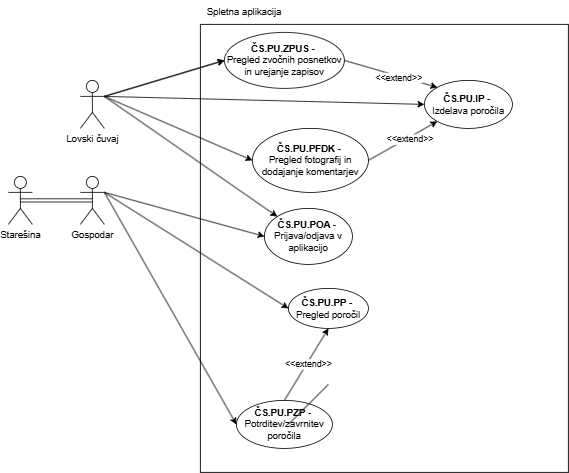 Spletna aplikacija
ČS.PU.ZPUS -
Pregled zvočnih posnetkov
in urejanje zapisov
<<extend>>
ČS.PU.IP -
Izdelava poročila
Lovski čuvaj
<<extend>>
ČS.PU.PFDK -
Pregled fotografij in
dodajanje komentarjev
Starešina
Gospodar
ČS.PU.POA -
Prijava/odjava v
aplikacijo
ČS.PU.PP -
Pregled poročil
<<extend>>
ČS.PU.PZP -
Potrditev/zavrnitev
poročila